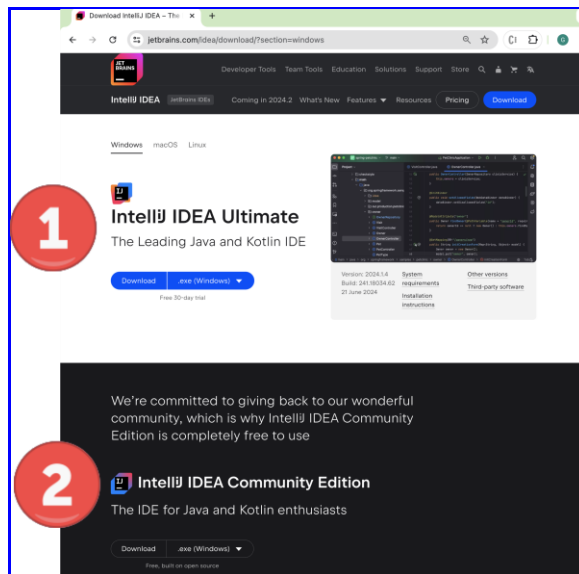 Download IntelliJ IDEA – The
jetbrains.com/idea/download/?section=windows
G
JET
BRAINS
Developer Tools Team Tools Education Solutions Support Store
IntelliJ IDEA JetBrains IDEs Coming in 2024.2 What's New Features Resources Pricing Download
Windows macOS Linux
1
IJ
IntelliJ IDEA Ultimate
The Leading Java and Kotlin IDE
Download .exe (Windows)
Free 30-day trial
Version: 2024.1.4
Build: 241.18034.62
21 June 2024
System
requirements
Installation
instructions
Other versions
Third-party software
We're committed to giving back to our wonderful
community, which is why IntelliJ IDEA Community
Edition is completely free to use
2
IJ
IntelliJ IDEA Community Edition
The IDE for Java and Kotlin enthusiasts
Download .exe (Windows)
Free, built on open source